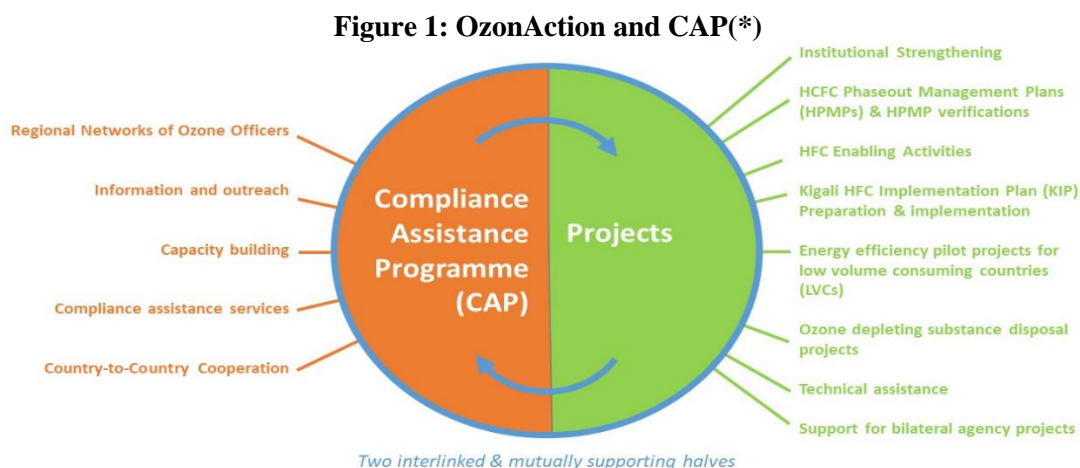 Figure 1: OzonAction and CAP(*)
Regional Networks of Ozone Officers
Information and outreach
Capacity building
Compliance assistance services
Country-to-Country Cooperation
Compliance
Assistance
Programme
(CAP)
Projects
Institutional Strengthening
HCFC Phaseout Management Plans
(HPMPs) & HPMP verifications
HFC Enabling Activities
Kigali HFC Implementation Plan (KIP)
Preparation & implementation
Energy efficiency pilot projects for
low volume consuming countries
(LVCs)
Ozone depleting substance disposal
projects
Technical assistance
Support for bilateral agency projects
Two interlinked & mutually supporting halves